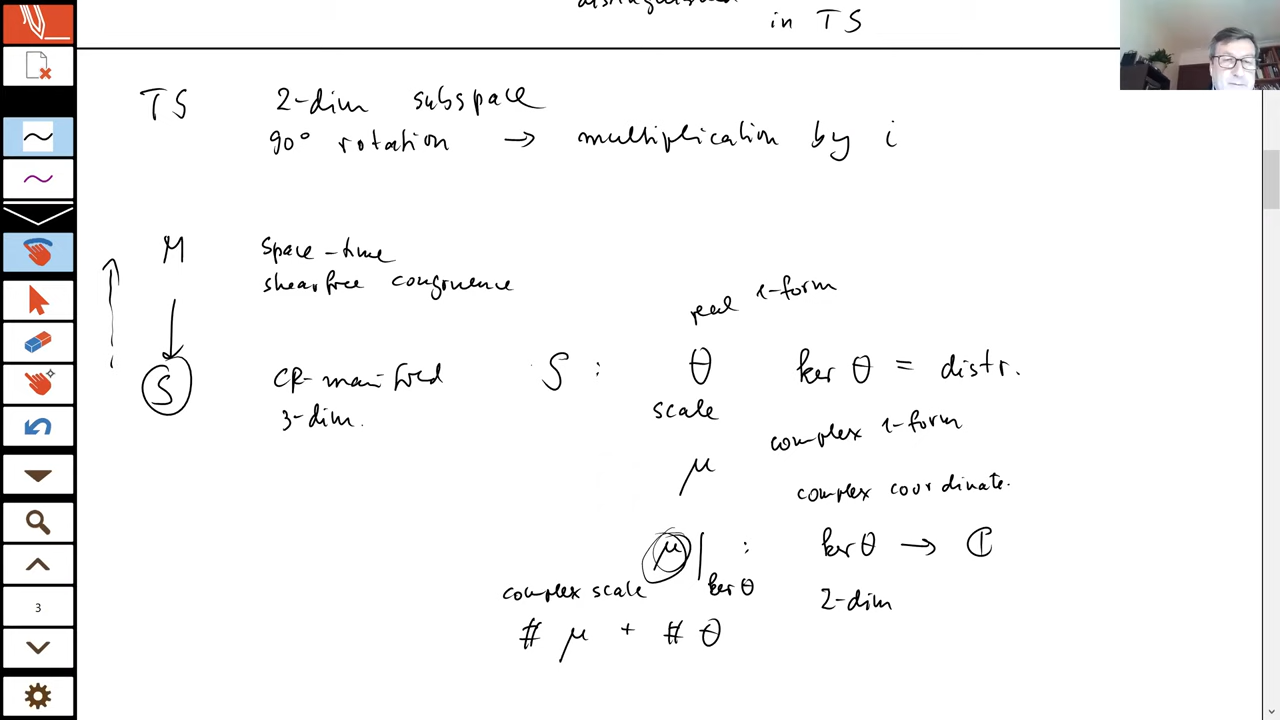 in TS
TS 2-dim subspace
90° rotation → multiplication by i
M space-time
shearfree congruence
real 1-form
S CR-manifold S : θ ker θ = distr.
3-dim. scale
complex 1-form
μ
complex coordinate.
μ| : ker θ → ℂ
complex scale ker θ 2-dim
# μ + # θ
3